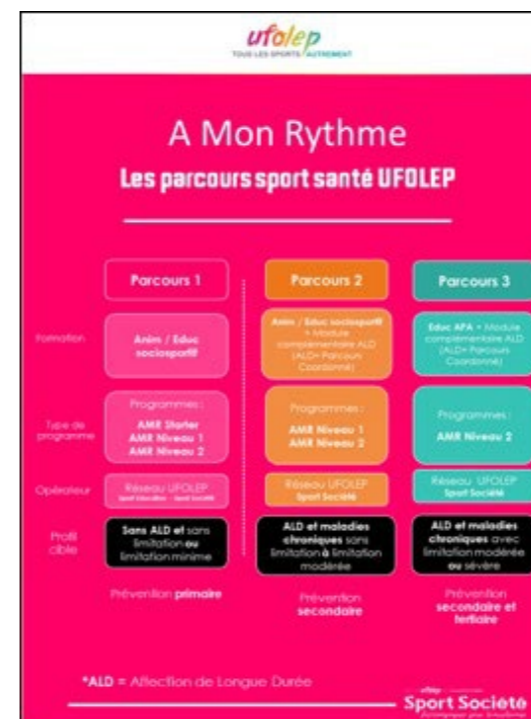 ufolep
TOUS LES SPORTS AUTREMENT
A Mon Rythme
Les parcours sport santé UFOLEP
Parcours 1
Parcours 2
Parcours 3
Formation
Anim / Educ
sociosportif
Anim / Educ sociosportif
+ Module
complémentaire ALD
(ALD+ Parcours
Coordonné)
Educ APA + Module
complémentaire ALD
(ALD+ Parcours
Coordonné)
Type de
programme
Programmes :
AMR Starter
AMR Niveau 1
AMR Niveau 2
Programmes :
AMR Niveau 1
AMR Niveau 2
Programmes :
AMR Niveau 2
Opérateur
Réseau UFOLEP
Sport Education - Sport Société
Réseau UFOLEP
Sport Société
Réseau UFOLEP
Sport Société
Profil
cible
Sans ALD et sans
limitation ou
limitation minime
ALD et maladies
chroniques sans
limitation à limitation
modérée
ALD et maladies
chroniques avec
limitation modérée
ou sévère
Prévention primaire
Prévention
secondaire
Prévention
secondaire et
tertiaire
*ALD = Affection de Longue Durée
ufolep
Sport Société